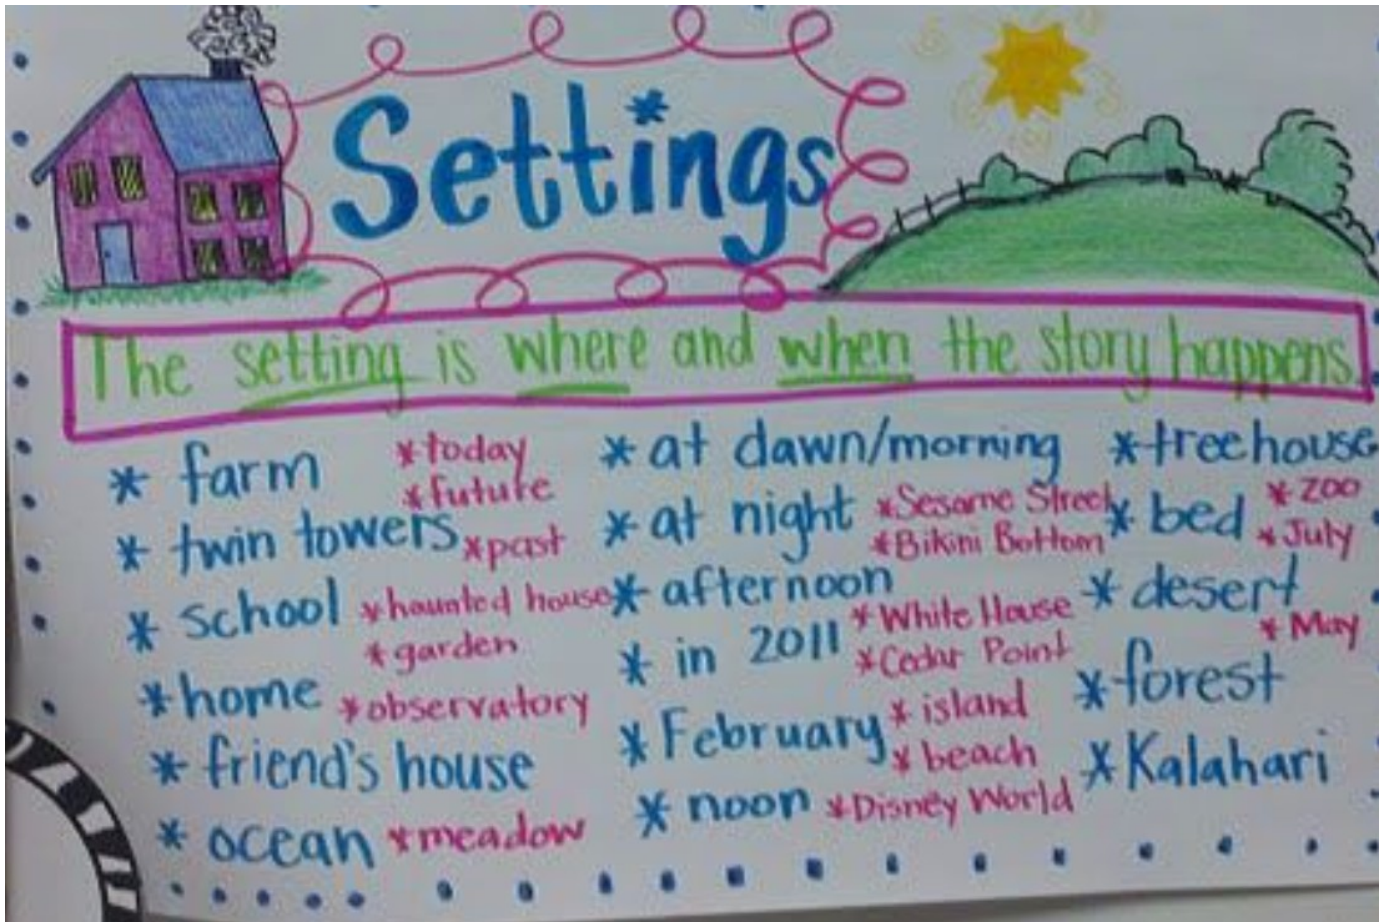 Settings
The setting is where and when the story happens.
* farm
* today
* future
* twin towers
* past
* school
* haunted house
* garden
* home
* observatory
* friend's house
* ocean
* meadow
* at dawn/morning
* at night
* Sesame Street
* Bikini Bottom
* afternoon
* White House
* in 2011
* Cedar Point
* February
* island
* beach
* noon
* Disney World
* treehouse
* bed
* zoo
* July
* desert
* May
* forest
* Kalahari